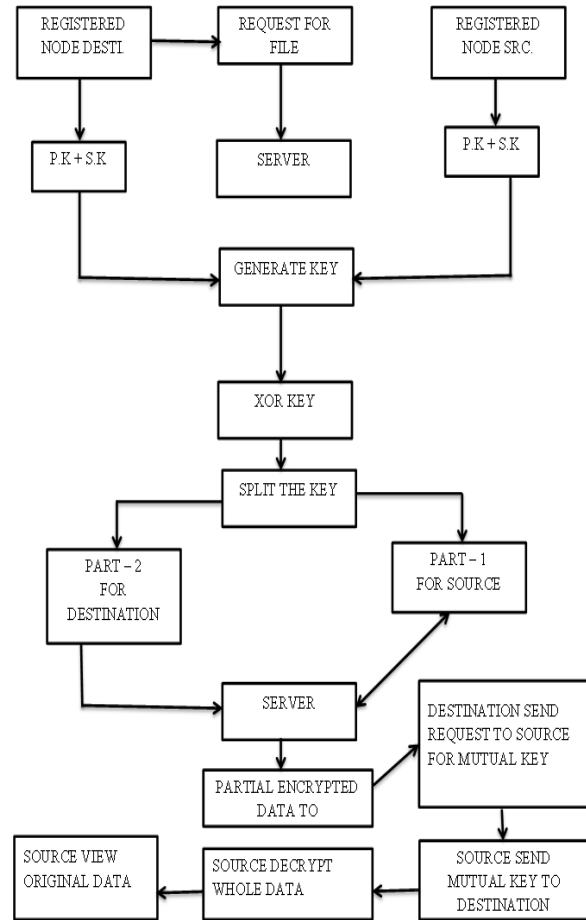 REGISTERED
NODE DESTI.
REQUEST FOR
FILE
REGISTERED
NODE SRC.
P.K + S.K
SERVER
P.K + S.K
GENERATE KEY
XOR KEY
SPLIT THE KEY
PART – 2
FOR
DESTINATION
PART – 1
FOR SOURCE
SERVER
DESTINATION SEND
REQUEST TO SOURCE
FOR MUTUAL KEY
PARTIAL ENCRYPTED
DATA TO
SOURCE VIEW
ORIGINAL DATA
SOURCE DECRYPT
WHOLE DATA
SOURCE SEND
MUTUAL KEY TO
DESTINATION